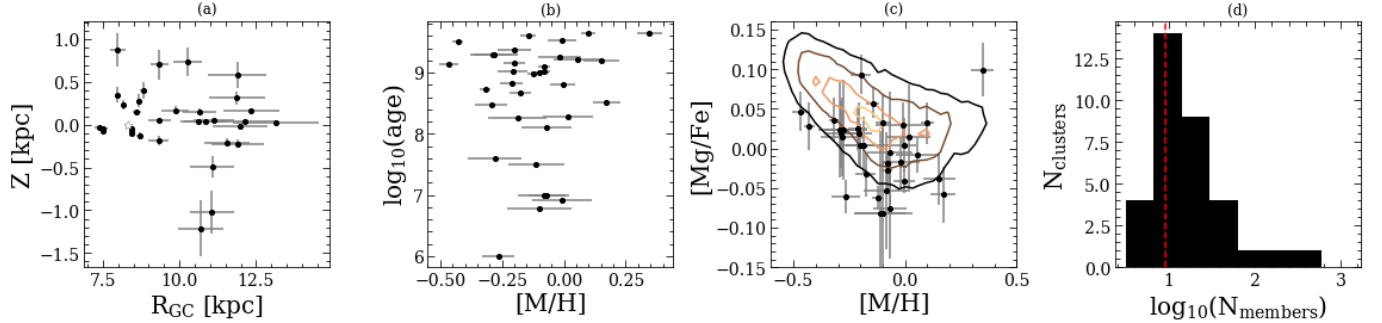 (a)
1.0
0.5
0.0
−0.5
−1.0
−1.5
Z [kpc]
7.5 10.0 12.5
R_GC [kpc]
(b)
9
8
7
6
log₁₀(age)
−0.50 −0.25 0.00 0.25
[M/H]
(c)
0.15
0.10
0.05
0.00
−0.05
−0.10
−0.15
[Mg/Fe]
−0.5 0.0 0.5
[M/H]
(d)
12.5
10.0
7.5
5.0
2.5
0.0
N_clusters
1 2 3
log₁₀(N_members)